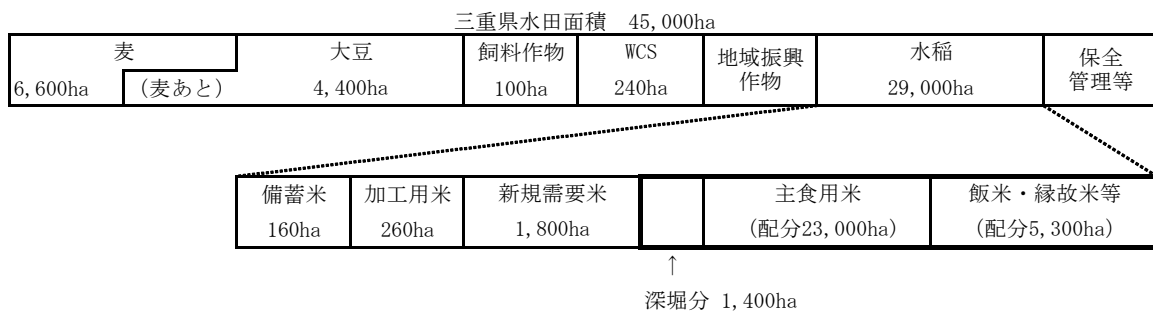 三重県水田面積　45,000ha
麦
大豆
飼料作物
WCS
地域振興
作物
水稲
保全
管理等
6,600ha
（麦あと）
4,400ha
100ha
240ha
29,000ha
備蓄米
加工用米
新規需要米
主食用米
飯米・縁故米等
160ha
260ha
1,800ha
（配分23,000ha）
（配分5,300ha）
↑
深堀分 1,400ha